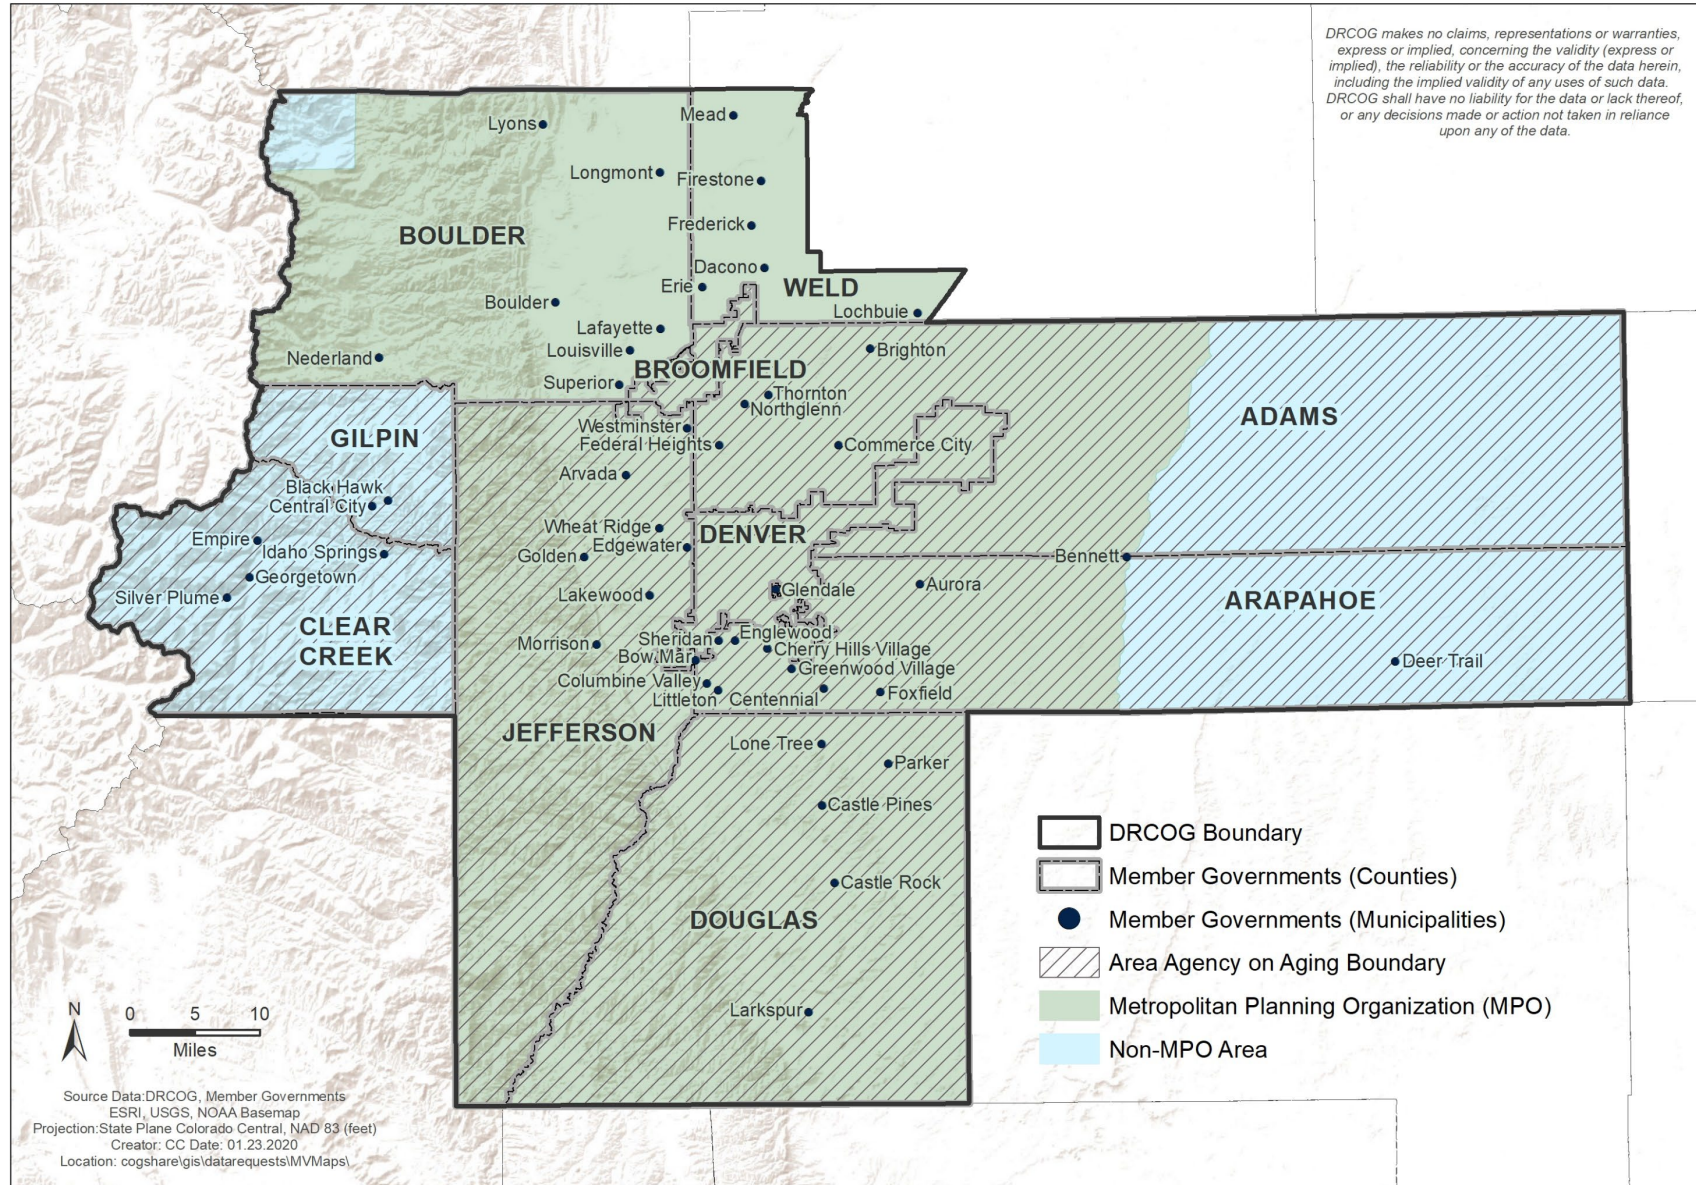 DRCOG makes no claims, representations or warranties,
express or implied, concerning the validity (express or
implied), the reliability or the accuracy of the data herein,
including the implied validity of any uses of such data.
DRCOG shall have no liability for the data or lack thereof,
or any decisions made or action not taken in reliance
upon any of the data.
Lyons
Mead
Longmont
Firestone
Frederick
BOULDER
Dacono
Erie
WELD
Boulder
Lochbuie
Lafayette
Louisville
Brighton
Nederland
BROOMFIELD
Superior
Thornton
Northglenn
ADAMS
Westminster
GILPIN
Federal Heights
Commerce City
Arvada
Black Hawk
Central City
Wheat Ridge
DENVER
Empire
Edgewater
Idaho Springs
Golden
Bennett
Georgetown
Aurora
Glendale
Silver Plume
Lakewood
ARAPAHOE
CLEAR
CREEK
Sheridan
Englewood
Morrison
Cherry Hills Village
Bow Mar
Deer Trail
Greenwood Village
Columbine Valley
Littleton
Centennial
Foxfield
JEFFERSON
Lone Tree
Parker
Castle Pines
Castle Rock
DOUGLAS
Larkspur
DRCOG Boundary
Member Governments (Counties)
Member Governments (Municipalities)
Area Agency on Aging Boundary
Metropolitan Planning Organization (MPO)
Non-MPO Area
N
0 5 10
Miles
Source Data:DRCOG, Member Governments
ESRI, USGS, NOAA Basemap
Projection:State Plane Colorado Central, NAD 83 (feet)
Creator: CC Date: 01.23.2020
Location: cogshare\gis\datarequests\MVMaps\